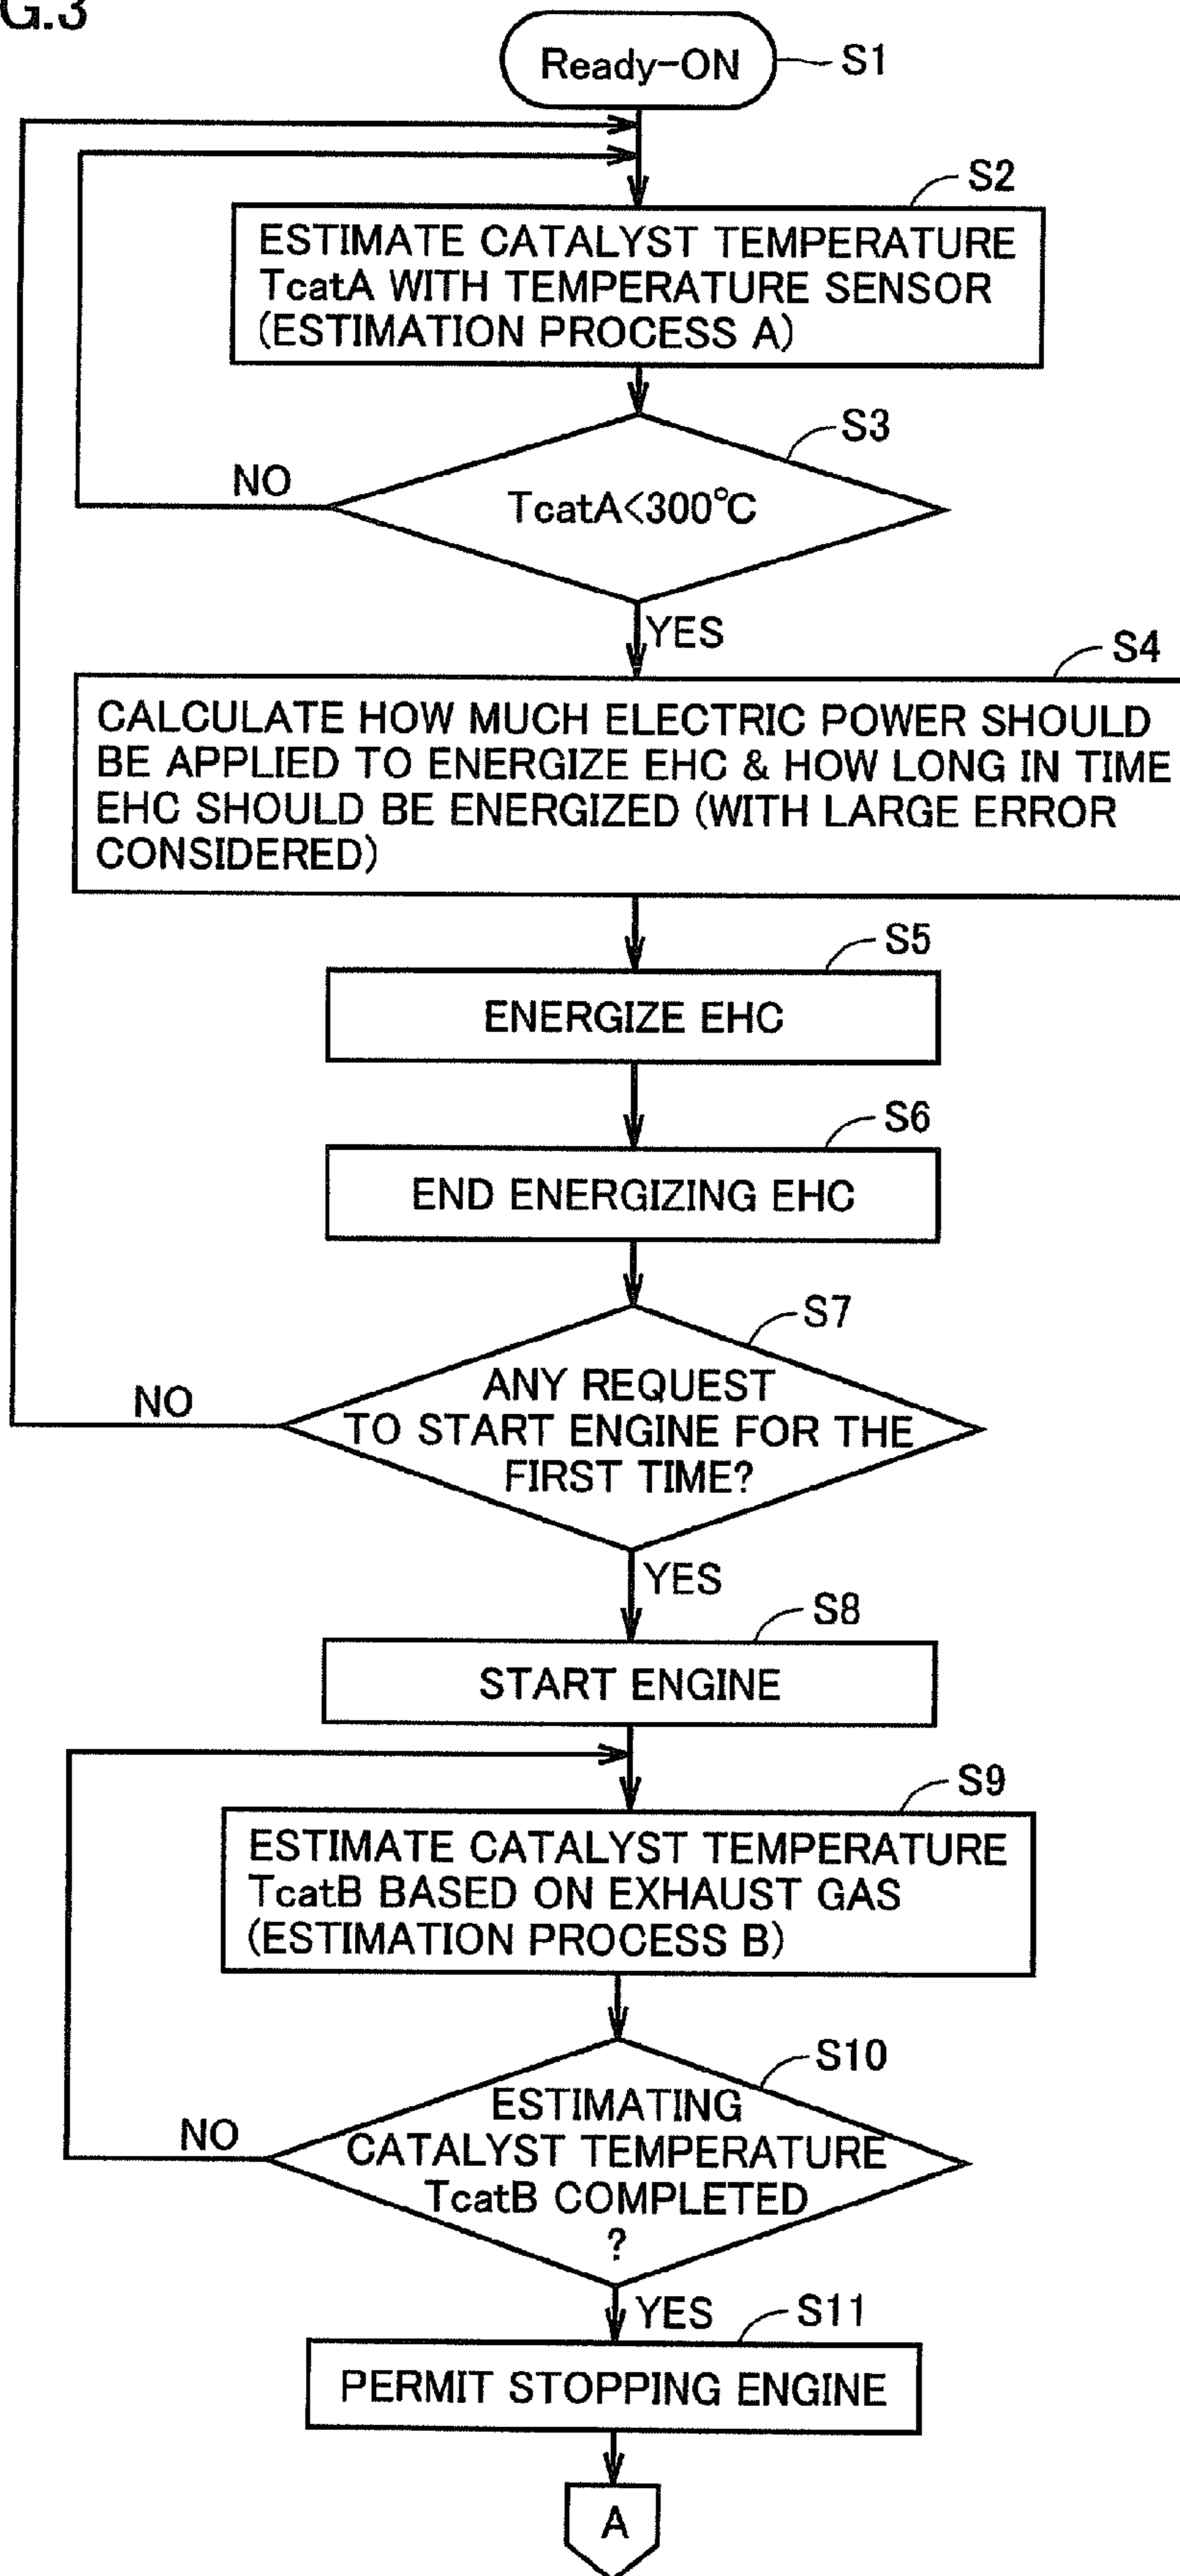 G.3
Ready-ON
S1
S2
ESTIMATE CATALYST TEMPERATURE
TcatA WITH TEMPERATURE SENSOR
(ESTIMATION PROCESS A)
S3
NO
TcatA<300℃
YES
S4
CALCULATE HOW MUCH ELECTRIC POWER SHOULD
BE APPLIED TO ENERGIZE EHC & HOW LONG IN TIME
EHC SHOULD BE ENERGIZED (WITH LARGE ERROR
CONSIDERED)
S5
ENERGIZE EHC
S6
END ENERGIZING EHC
S7
NO
ANY REQUEST
TO START ENGINE FOR THE
FIRST TIME?
YES
S8
START ENGINE
S9
ESTIMATE CATALYST TEMPERATURE
TcatB BASED ON EXHAUST GAS
(ESTIMATION PROCESS B)
S10
NO
ESTIMATING
CATALYST TEMPERATURE
TcatB COMPLETED
?
YES
S11
PERMIT STOPPING ENGINE
A